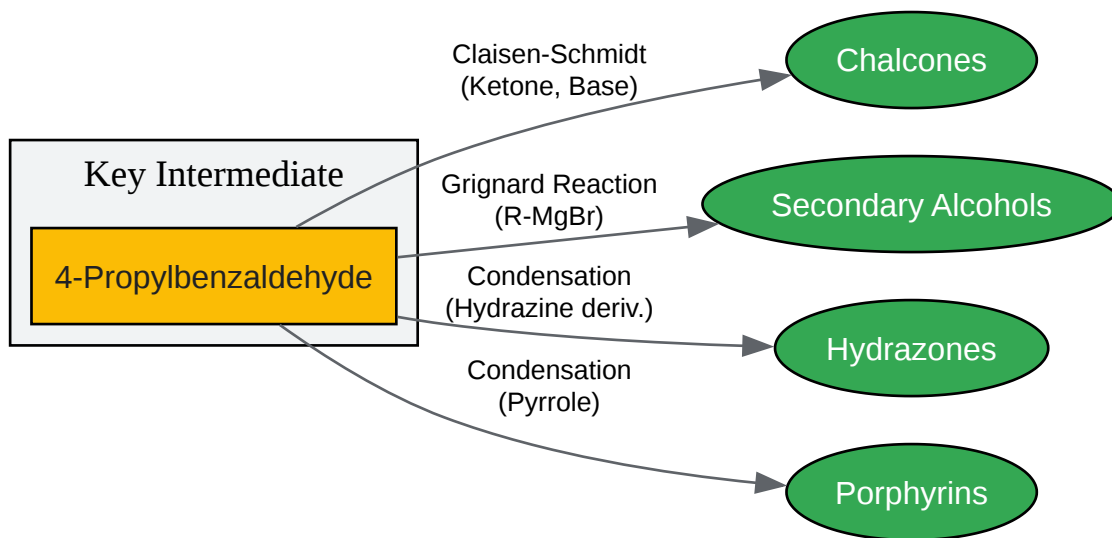 Claisen-Schmidt
(Ketone, Base)
Chalcones
Key Intermediate
4-Propylbenzaldehyde
Grignard Reaction
(R-MgBr)
Secondary Alcohols
Condensation
(Hydrazine deriv.)
Hydrazones
Condensation
(Pyrrole)
Porphyrins